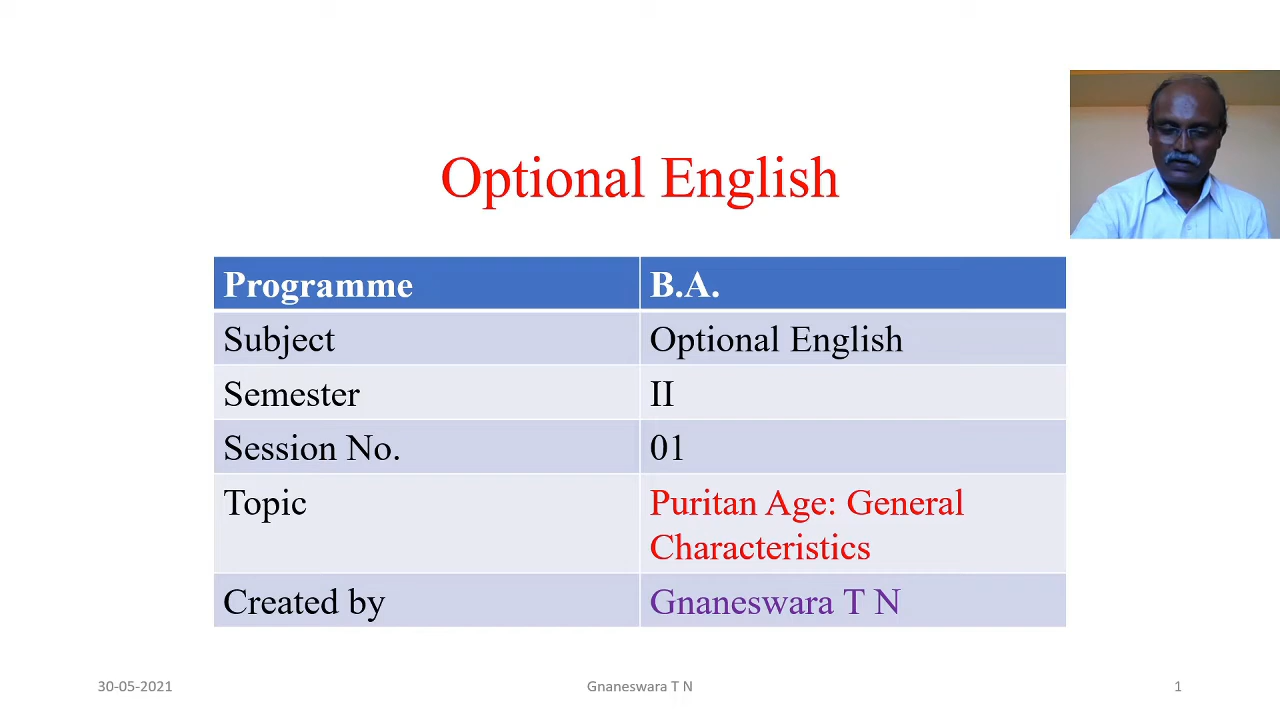 Optional English
Programme B.A.
Subject Optional English
Semester II
Session No. 01
Topic Puritan Age: General
Characteristics
Created by Gnaneswara T N
30-05-2021 Gnaneswara T N 1